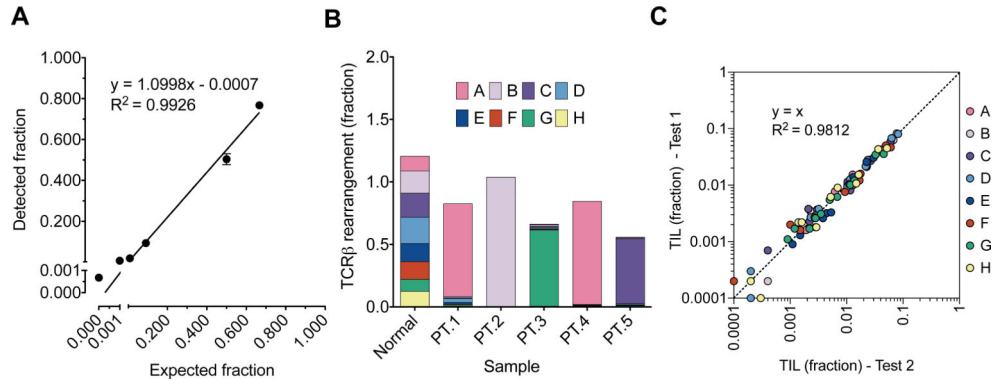 A
Detected fraction
1.000
0.800
0.600
0.400
0.200
0.001
0.000
y = 1.0998x - 0.0007
R² = 0.9926
0.000
0.001
0.200
0.400
0.600
0.800
1.000
Expected fraction
B
TCRβ rearrangement (fraction)
2.0
1.5
1.0
0.5
0.0
A B C D
E F G H
Normal
PT.1
PT.2
PT.3
PT.4
PT.5
Sample
C
TIL (fraction) - Test 1
1
0.1
0.01
0.001
0.0001
y = x
R² = 0.9812
0.0001
0.001
0.01
0.1
1
TIL (fraction) - Test 2
A
B
C
D
E
F
G
H